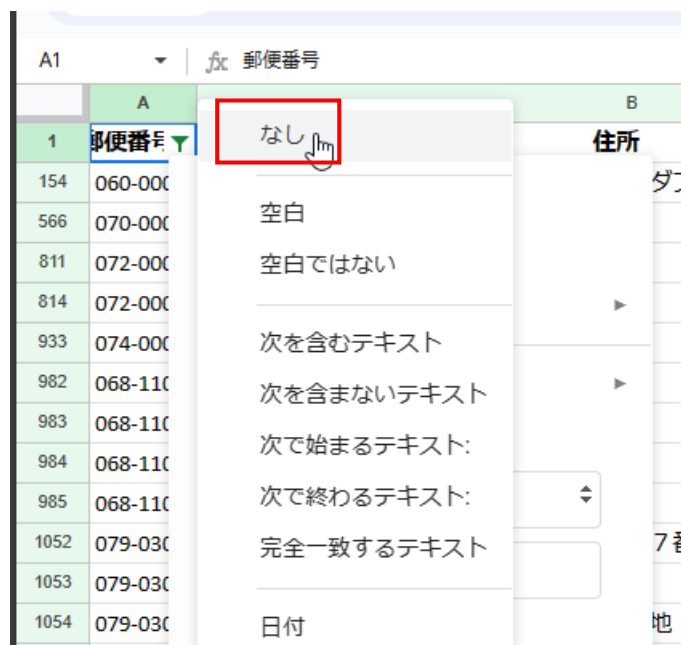 A1
fx 郵便番号
A B
1 郵便番号 住所
なし
154 060-000
空白
566 070-000
811 072-000
空白ではない
814 072-000
933 074-000
次を含むテキスト
982 068-110
次を含まないテキスト
983 068-110
984 068-110
次で始まるテキスト:
985 068-110
次で終わるテキスト:
1052 079-030 7番
完全一致するテキスト
1053 079-030
1054 079-030 地
日付